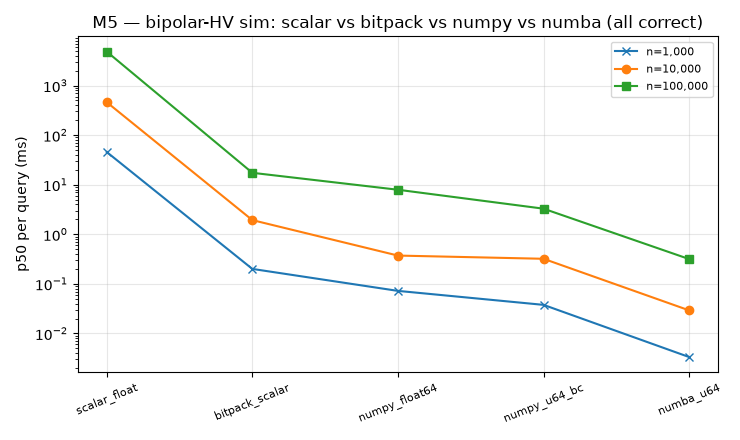 M5 — bipolar-HV sim: scalar vs bitpack vs numpy vs numba (all correct)
n=1,000
n=10,000
n=100,000
p50 per query (ms)
10³
10²
10¹
10⁰
10⁻¹
10⁻²
scalar_float
bitpack_scalar
numpy_float64
numpy_u64_bc
numba_u64